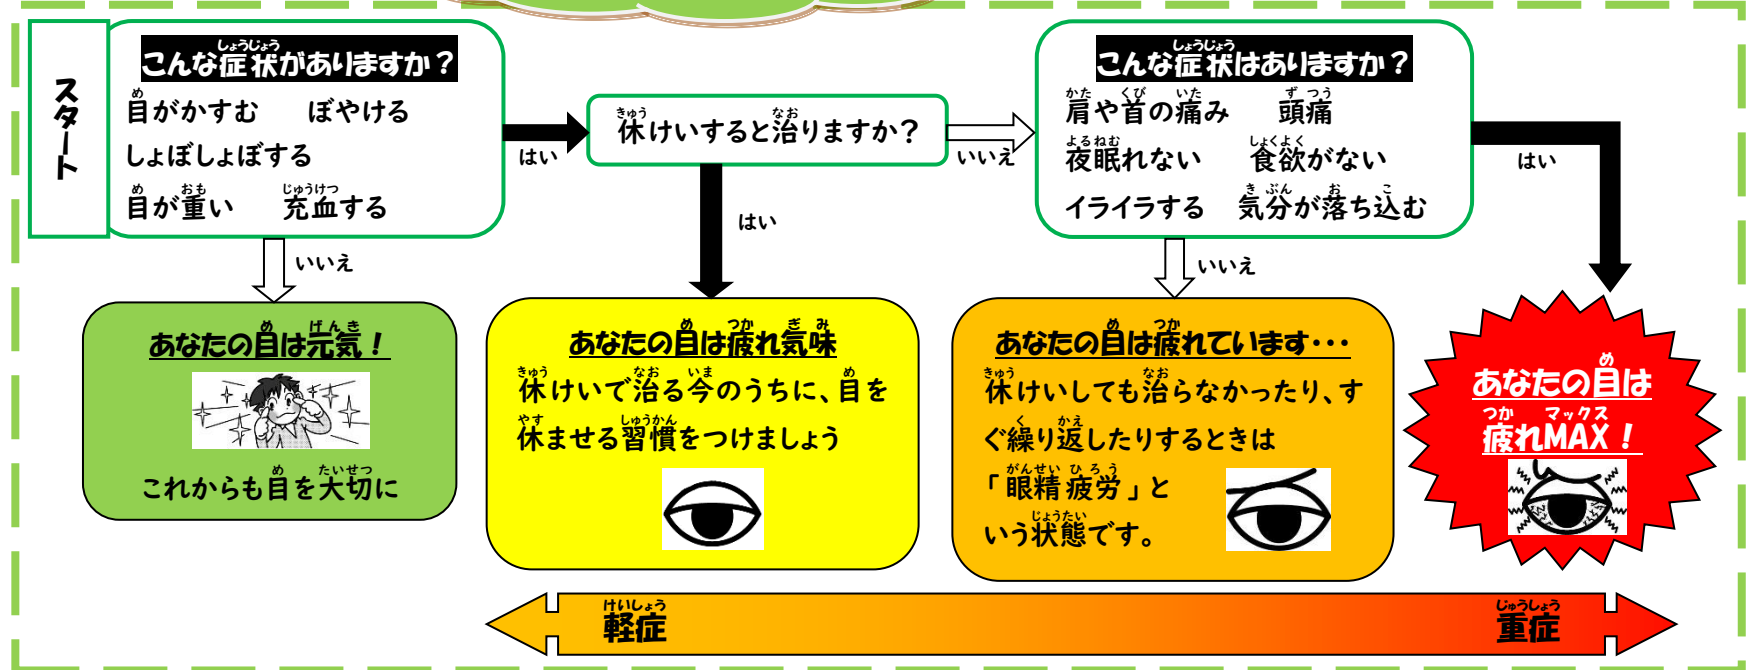 スタート
こんな症状がありますか？
目がかすむ　ぼやける
しょぼしょぼする
目が重い　充血する
はい
いいえ
休けいすると治りますか？
はい
いいえ
こんな症状はありますか？
肩や首の痛み　頭痛
夜眠れない　食欲がない
イライラする　気分が落ち込む
はい
いいえ
あなたの目は元気！
これからも目を大切に
あなたの目は疲れ気味
休けいで治る今のうちに、目を
休ませる習慣をつけましょう
あなたの目は疲れています・・・
休けいしても治らなかったり、す
ぐ繰り返したりするときは
「眼精疲労」と
いう状態です。
あなたの目は
疲れMAX！
軽症
重症